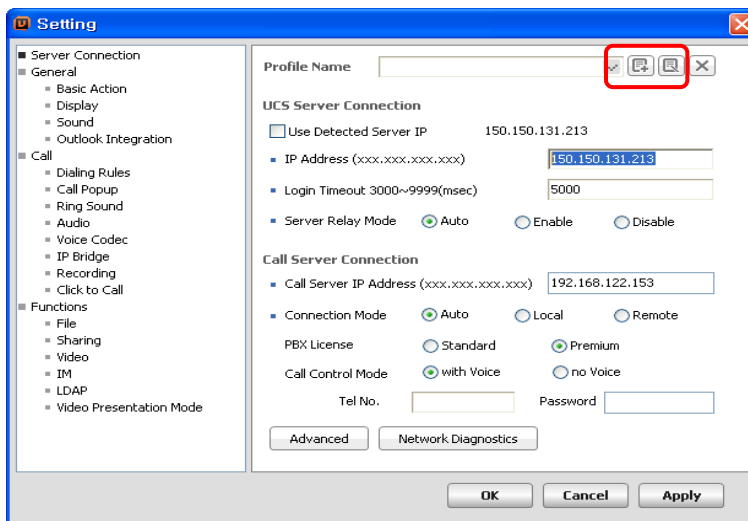 Setting
Server Connection
General
Basic Action
Display
Sound
Outlook Integration
Call
Dialing Rules
Call Popup
Ring Sound
Audio
Voice Codec
IP Bridge
Recording
Click to Call
Functions
File
Sharing
Video
IM
LDAP
Video Presentation Mode
Profile Name
UCS Server Connection
Use Detected Server IP 150.150.131.213
IP Address (xxx.xxx.xxx.xxx) 150.150.131.213
Login Timeout 3000~9999(msec) 5000
Server Relay Mode Auto Enable Disable
Call Server Connection
Call Server IP Address (xxx.xxx.xxx.xxx) 192.168.122.153
Connection Mode Auto Local Remote
PBX License Standard Premium
Call Control Mode with Voice no Voice
Tel No. Password
Advanced Network Diagnostics
OK Cancel Apply